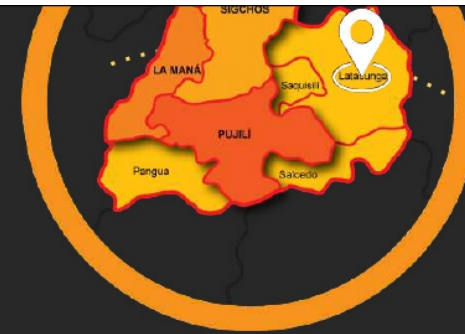 SIGCHOS
LA MANÁ
Saquisilí
Latacunga
PUJILÍ
Pangua
Salcedo